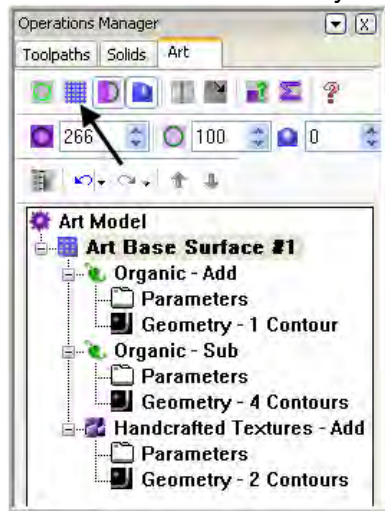 Operations Manager
Toolpaths Solids Art
266 100 0
Art Model
Art Base Surface #1
Organic - Add
Parameters
Geometry - 1 Contour
Organic - Sub
Parameters
Geometry - 4 Contours
Handcrafted Textures - Add
Parameters
Geometry - 2 Contours